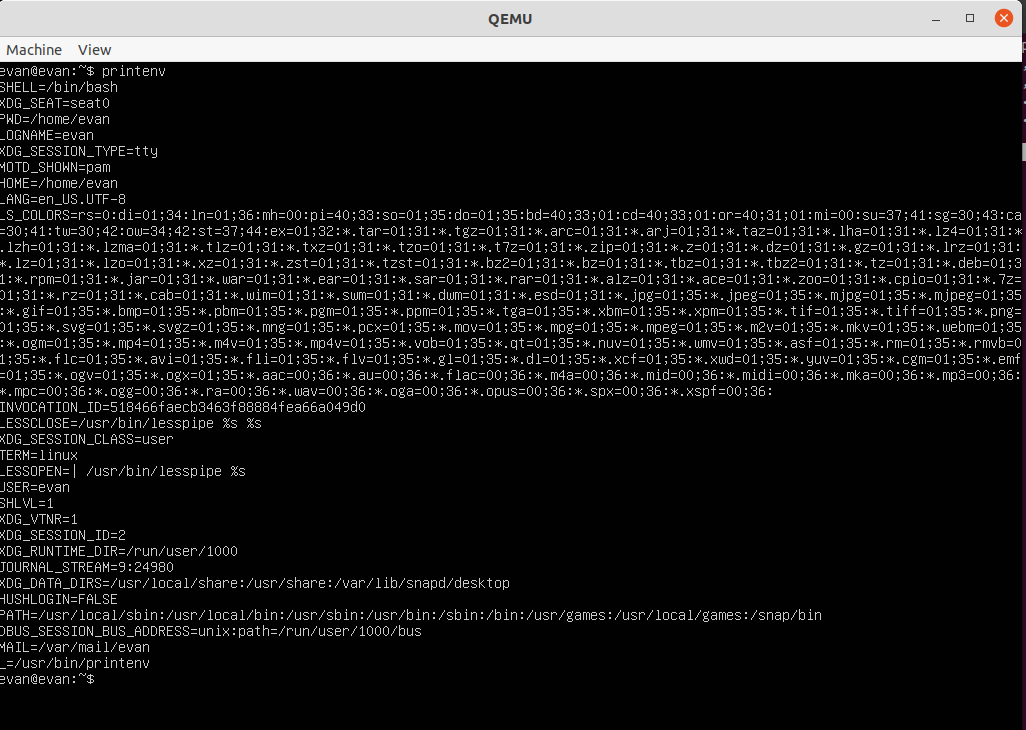 QEMU
Machine View
evan@evan:~$ printenv
SHELL=/bin/bash
XDG_SEAT=seat0
PWD=/home/evan
LOGNAME=evan
XDG_SESSION_TYPE=tty
MOTD_SHOWN=pam
HOME=/home/evan
LANG=en_US.UTF-8
LS_COLORS=rs=0:di=01;34:ln=01;36:mh=00:pi=40;33:so=01;35:do=01;35:bd=40;33;01:cd=40;33;01:or=40;31;01:mi=00:su=37;41:sg=30;43:ca
=30;41:tw=30;42:ow=34;42:st=37;44:ex=01;32:*.tar=01;31:*.tgz=01;31:*.arc=01;31:*.arj=01;31:*.taz=01;31:*.lha=01;31:*.lz4=01;31:*
.lzh=01;31:*.lzma=01;31:*.tlz=01;31:*.txz=01;31:*.tzo=01;31:*.t7z=01;31:*.zip=01;31:*.z=01;31:*.dz=01;31:*.gz=01;31:*.lrz=01;31:
*.lz=01;31:*.lzo=01;31:*.xz=01;31:*.zst=01;31:*.tzst=01;31:*.bz2=01;31:*.bz=01;31:*.tbz=01;31:*.tbz2=01;31:*.tz=01;31:*.deb=01;3
1:*.rpm=01;31:*.jar=01;31:*.war=01;31:*.ear=01;31:*.sar=01;31:*.rar=01;31:*.alz=01;31:*.ace=01;31:*.zoo=01;31:*.cpio=01;31:*.7z=
01;31:*.rz=01;31:*.cab=01;31:*.wim=01;31:*.swm=01;31:*.dwm=01;31:*.esd=01;31:*.jpg=01;35:*.jpeg=01;35:*.mjpg=01;35:*.mjpeg=01;35
:*.gif=01;35:*.bmp=01;35:*.pbm=01;35:*.pgm=01;35:*.ppm=01;35:*.tga=01;35:*.xbm=01;35:*.xpm=01;35:*.tif=01;35:*.tiff=01;35:*.png=
01;35:*.svg=01;35:*.svgz=01;35:*.mng=01;35:*.pcx=01;35:*.mov=01;35:*.mpg=01;35:*.mpeg=01;35:*.m2v=01;35:*.mkv=01;35:*.webm=01;35
:*.ogm=01;35:*.mp4=01;35:*.m4v=01;35:*.mp4v=01;35:*.vob=01;35:*.qt=01;35:*.nuv=01;35:*.wmv=01;35:*.asf=01;35:*.rm=01;35:*.rmvb=0
1;35:*.flc=01;35:*.avi=01;35:*.fli=01;35:*.flv=01;35:*.gl=01;35:*.dl=01;35:*.xcf=01;35:*.xwd=01;35:*.yuv=01;35:*.cgm=01;35:*.emf
=01;35:*.ogv=01;35:*.ogx=01;35:*.aac=00;36:*.au=00;36:*.flac=00;36:*.m4a=00;36:*.mid=00;36:*.midi=00;36:*.mka=00;36:*.mp3=00;36:
*.mpc=00;36:*.ogg=00;36:*.ra=00;36:*.wav=00;36:*.oga=00;36:*.opus=00;36:*.spx=00;36:*.xspf=00;36:
INVOCATION_ID=518466faecb3463f88884fea66a049d0
LESSCLOSE=/usr/bin/lesspipe %s %s
XDG_SESSION_CLASS=user
TERM=linux
LESSOPEN=| /usr/bin/lesspipe %s
USER=evan
SHLVL=1
XDG_VTNR=1
XDG_SESSION_ID=2
XDG_RUNTIME_DIR=/run/user/1000
JOURNAL_STREAM=9:24980
XDG_DATA_DIRS=/usr/local/share:/usr/share:/var/lib/snapd/desktop
HUSHLOGIN=FALSE
PATH=/usr/local/sbin:/usr/local/bin:/usr/sbin:/usr/bin:/sbin:/bin:/usr/games:/usr/local/games:/snap/bin
DBUS_SESSION_BUS_ADDRESS=unix:path=/run/user/1000/bus
MAIL=/var/mail/evan
_=/usr/bin/printenv
evan@evan:~$